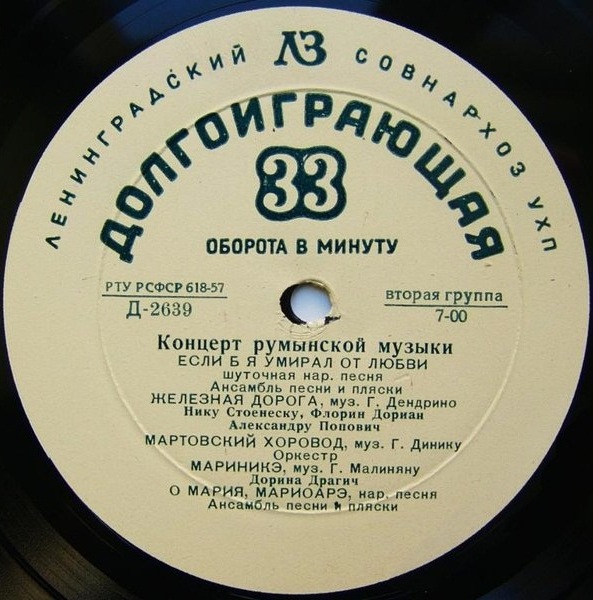 ЛЕНИНГРАДСКИЙ ЛЗ СОВНАРХОЗ УХП
ДОЛГОИГРАЮЩАЯ
33
ОБОРОТА В МИНУТУ
РТУ РСФСР 618-57
Д-2639
вторая группа
7-00
Концерт румынской музыки
ЕСЛИ Б Я УМИРАЛ ОТ ЛЮБВИ
шуточная нар. песня
Ансамбль песни и пляски
ЖЕЛЕЗНАЯ ДОРОГА, муз. Г. Дендрино
Нику Стоенеску, Флорин Дориан
Александру Попович
МАРТОВСКИЙ ХОРОВОД, муз. Г. Динику
Оркестр
МАРИНИКЭ, муз. Г. Малиняну
Дорина Драгич
О МАРИЯ, МАРИОАРЭ, нар. песня
Ансамбль песни и пляски